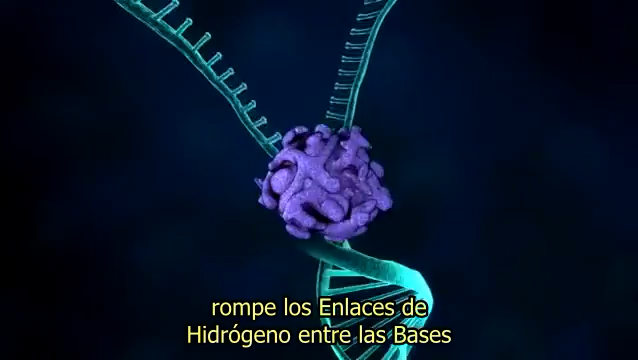 rompe los Enlaces de
Hidrógeno entre las Bases